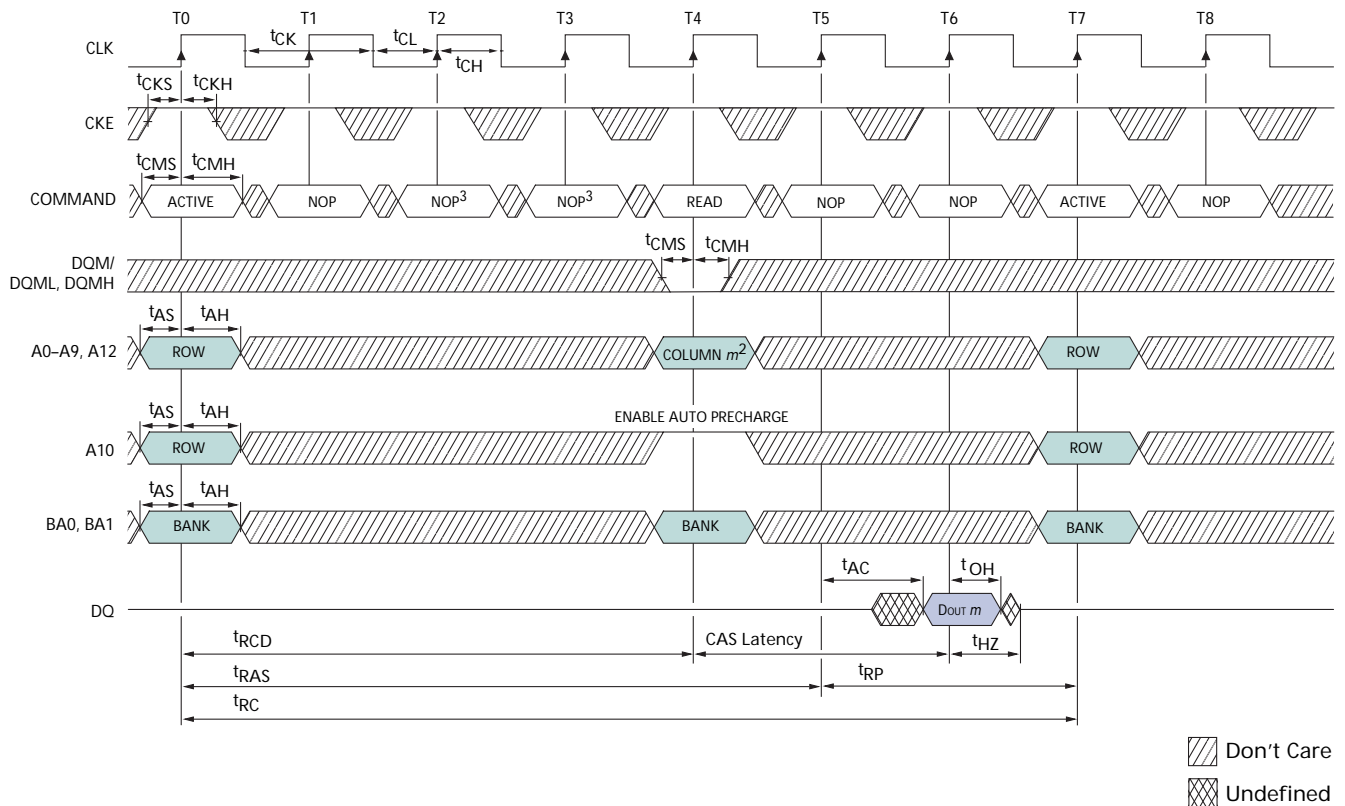 T0 T1 T2 T3 T4 T5 T6 T7 T8
CLK
tCK tCL tCH
tCKS tCKH
CKE
tCMS tCMH
COMMAND ACTIVE NOP NOP3 NOP3 READ NOP NOP ACTIVE NOP
tCMS tCMH
DQM/
DQML, DQMH
tAS tAH
A0–A9, A12 ROW COLUMN m2 ROW
ENABLE AUTO PRECHARGE
tAS tAH
A10 ROW ROW
tAS tAH
BA0, BA1 BANK BANK BANK
tAC tOH
DQ DOUT m
tRCD CAS Latency tHZ
tRAS tRP
tRC
Don't Care
Undefined